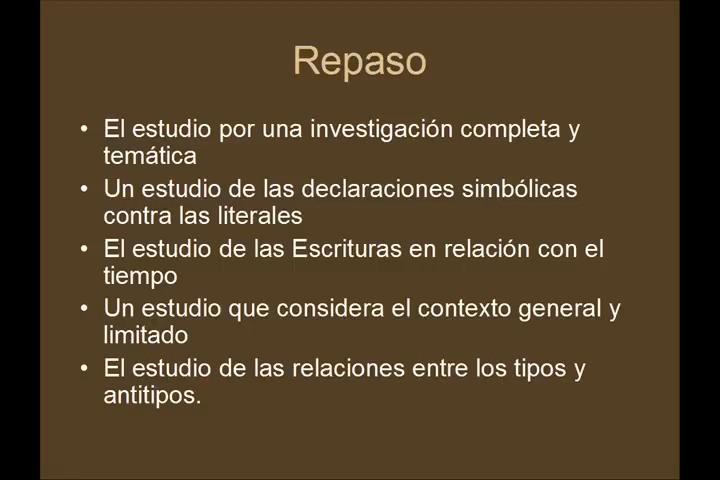 Repaso
• El estudio por una investigación completa y
temática
• Un estudio de las declaraciones simbólicas
contra las literales
• El estudio de las Escrituras en relación con el
tiempo
• Un estudio que considera el contexto general y
limitado
• El estudio de las relaciones entre los tipos y
antitipos.